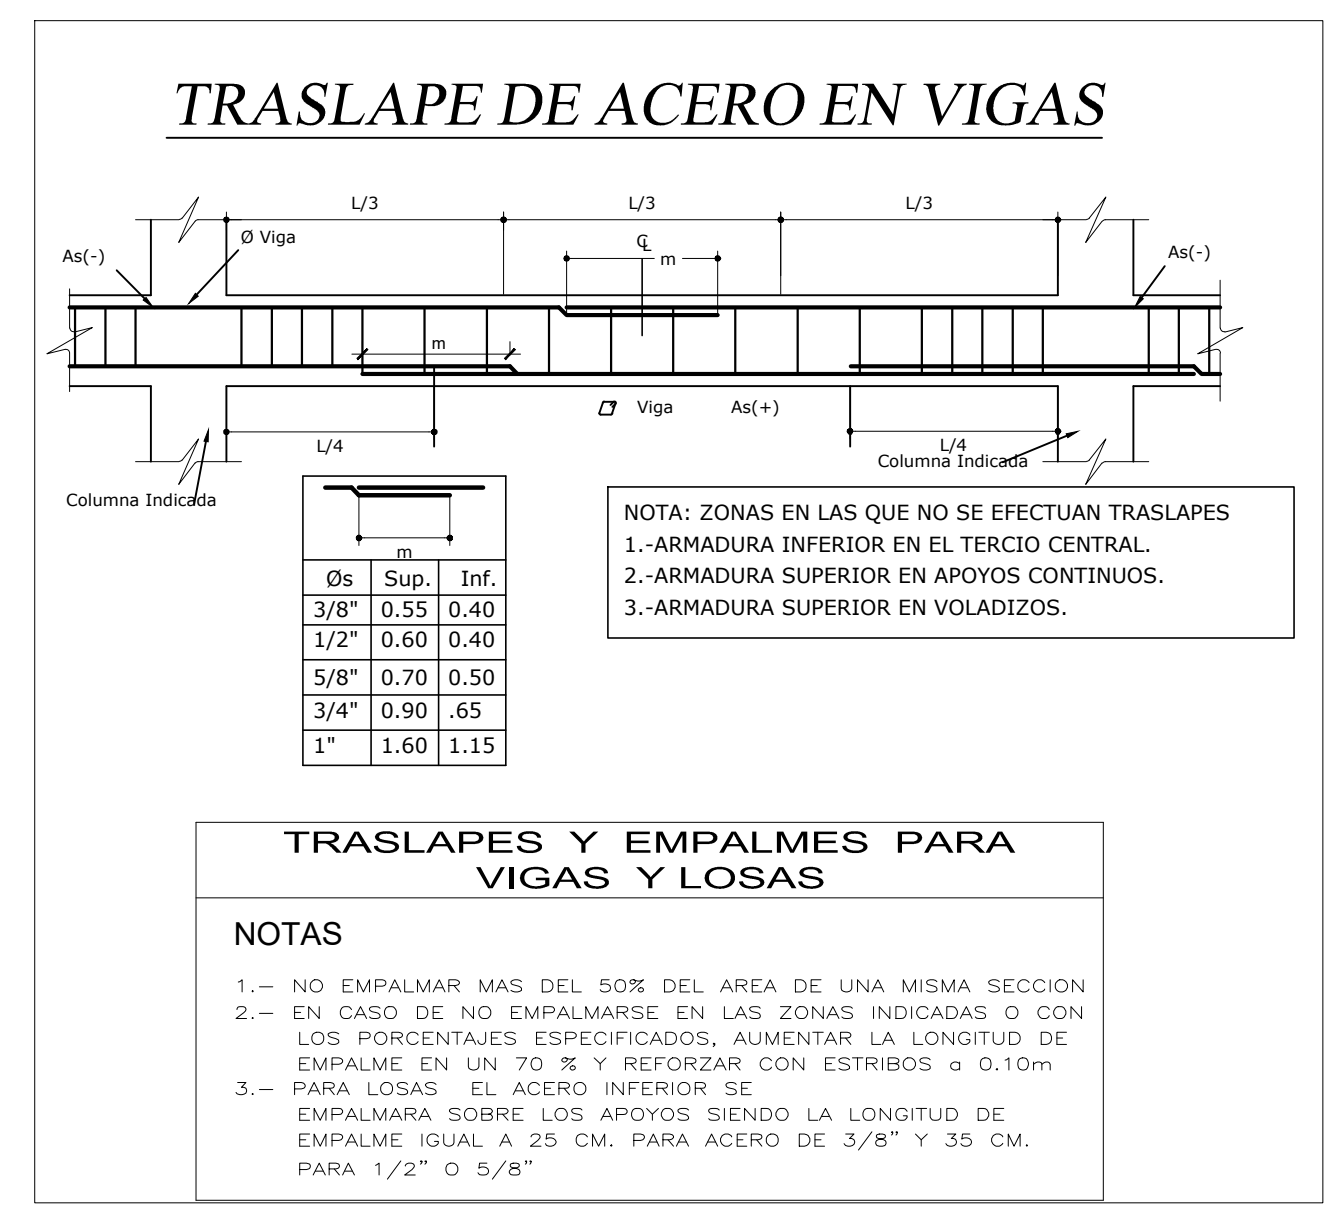 TRASLAPE DE ACERO EN VIGAS
L/3
L/3
L/3
As(-)
Ø Viga
℄
m
As(-)
m
Viga
As(+)
L/4
L/4
Columna Indicada
Columna Indicada
m
Øs Sup. Inf.
3/8" 0.55 0.40
1/2" 0.60 0.40
5/8" 0.70 0.50
3/4" 0.90 .65
1" 1.60 1.15
NOTA: ZONAS EN LAS QUE NO SE EFECTUAN TRASLAPES
1.-ARMADURA INFERIOR EN EL TERCIO CENTRAL.
2.-ARMADURA SUPERIOR EN APOYOS CONTINUOS.
3.-ARMADURA SUPERIOR EN VOLADIZOS.
TRASLAPES Y EMPALMES PARA
VIGAS Y LOSAS
NOTAS
1.- NO EMPALMAR MAS DEL 50% DEL AREA DE UNA MISMA SECCION
2.- EN CASO DE NO EMPALMARSE EN LAS ZONAS INDICADAS O CON
LOS PORCENTAJES ESPECIFICADOS, AUMENTAR LA LONGITUD DE
EMPALME EN UN 70 % Y REFORZAR CON ESTRIBOS a 0.10m
3.- PARA LOSAS EL ACERO INFERIOR SE
EMPALMARA SOBRE LOS APOYOS SIENDO LA LONGITUD DE
EMPALME IGUAL A 25 CM. PARA ACERO DE 3/8" Y 35 CM.
PARA 1/2" O 5/8"